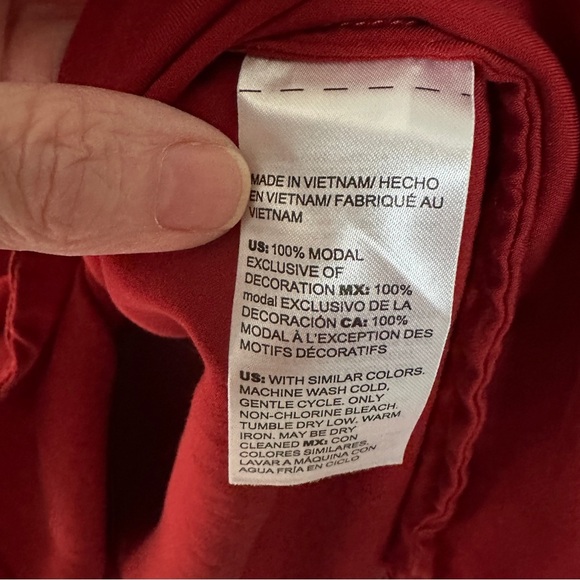 MADE IN VIETNAM/ HECHO
EN VIETNAM/ FABRIQUÉ AU
VIETNAM
US: 100% MODAL
EXCLUSIVE OF
DECORATION MX: 100%
modal EXCLUSIVO DE LA
DECORACIÓN CA: 100%
MODAL À L'EXCEPTION DES
MOTIFS DÉCORATIFS
US: WITH SIMILAR COLORS.
MACHINE WASH COLD,
GENTLE CYCLE. ONLY
NON-CHLORINE BLEACH.
TUMBLE DRY LOW. WARM
IRON. MAY BE DRY
CLEANED MX: CON
COLORES SIMILARES.
LAVAR A MÁQUINA CON
AGUA FRÍA EN CICLO